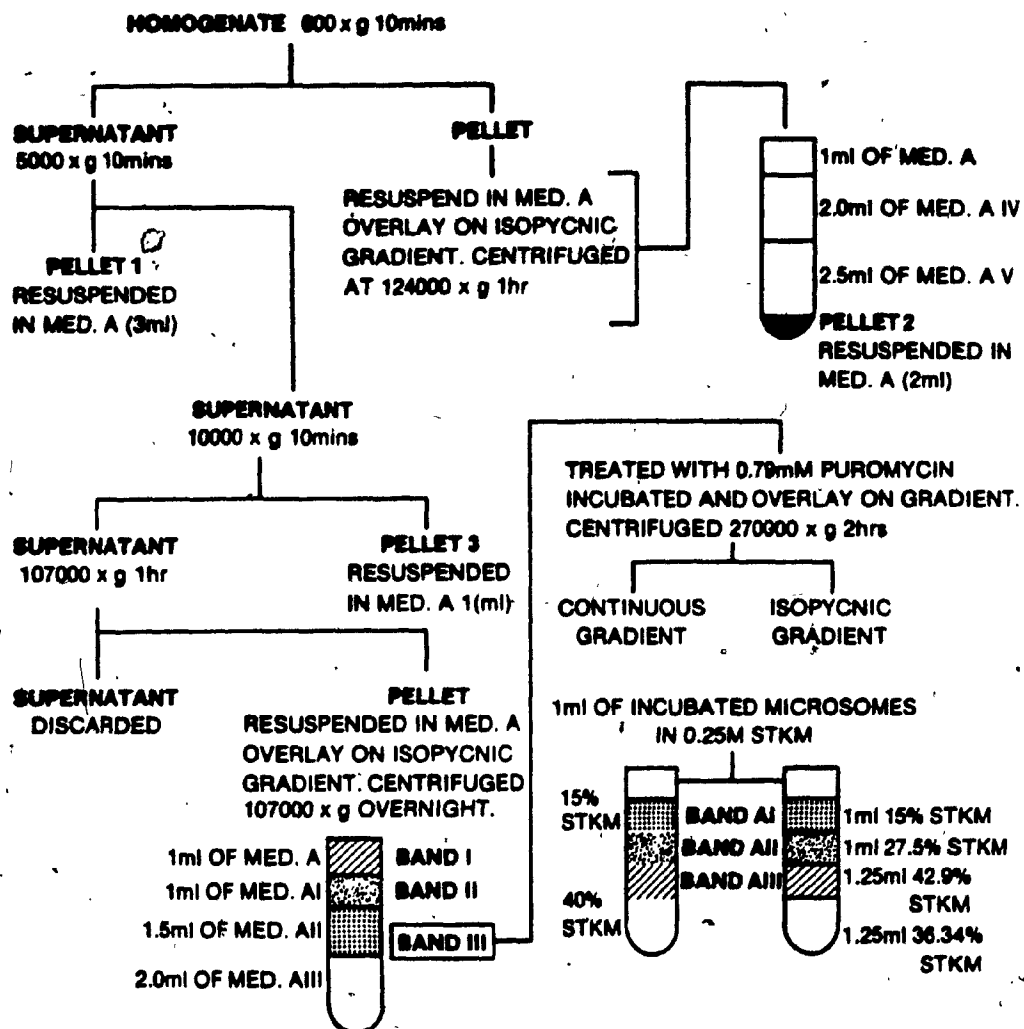 HOMOGENATE 600 x g 10mins
SUPERNATANT
5000 x g 10mins
PELLET
RESUSPEND IN MED. A
OVERLAY ON ISOPYCNIC
GRADIENT. CENTRIFUGED
AT 124000 x g 1hr
1ml OF MED. A
2.0ml OF MED. A IV
2.5ml OF MED. A V
PELLET 2
RESUSPENDED IN
MED. A (2ml)
PELLET 1
RESUSPENDED
IN MED. A (3ml)
SUPERNATANT
10000 x g 10mins
SUPERNATANT
107000 x g 1hr
PELLET 3
RESUSPENDED
IN MED. A 1(ml)
SUPERNATANT
DISCARDED
PELLET
RESUSPENDED IN MED. A
OVERLAY ON ISOPYCNIC
GRADIENT. CENTRIFUGED
107000 x g OVERNIGHT.
1ml OF MED. A
1ml OF MED. AI
1.5ml OF MED. AII
2.0ml OF MED. AIII
BAND I
BAND II
BAND III
TREATED WITH 0.79mM PUROMYCIN
INCUBATED AND OVERLAY ON GRADIENT.
CENTRIFUGED 270000 x g 2hrs
CONTINUOUS
GRADIENT
ISOPYCNIC
GRADIENT
1ml OF INCUBATED MICROSOMES
IN 0.25M STKM
15%
STKM
40%
STKM
BAND AI
BAND AII
BAND AIII
1ml 15% STKM
1ml 27.5% STKM
1.25ml 42.9%
STKM
1.25ml 36.34%
STKM